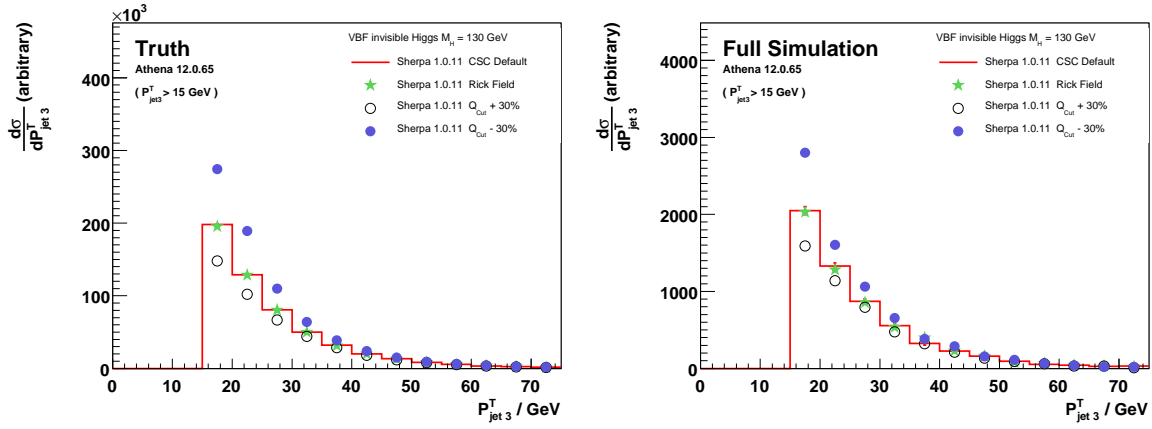 ×10³
Truth
Athena 12.0.65
( P^T_jet3 > 15 GeV )
VBF invisible Higgs M_H = 130 GeV
Sherpa 1.0.11 CSC Default
Sherpa 1.0.11 Rick Field
Sherpa 1.0.11 Q_Cut + 30%
Sherpa 1.0.11 Q_Cut - 30%
dσ/dP^T_jet 3 (arbitrary)
400
300
200
100
0
0 10 20 30 40 50 60 70
P^T_jet 3 / GeV
Full Simulation
Athena 12.0.65
( P^T_jet3 > 15 GeV )
VBF invisible Higgs M_H = 130 GeV
Sherpa 1.0.11 CSC Default
Sherpa 1.0.11 Rick Field
Sherpa 1.0.11 Q_Cut + 30%
Sherpa 1.0.11 Q_Cut - 30%
dσ/dP^T_jet 3 (arbitrary)
4000
3000
2000
1000
0
0 10 20 30 40 50 60 70
P^T_jet 3 / GeV